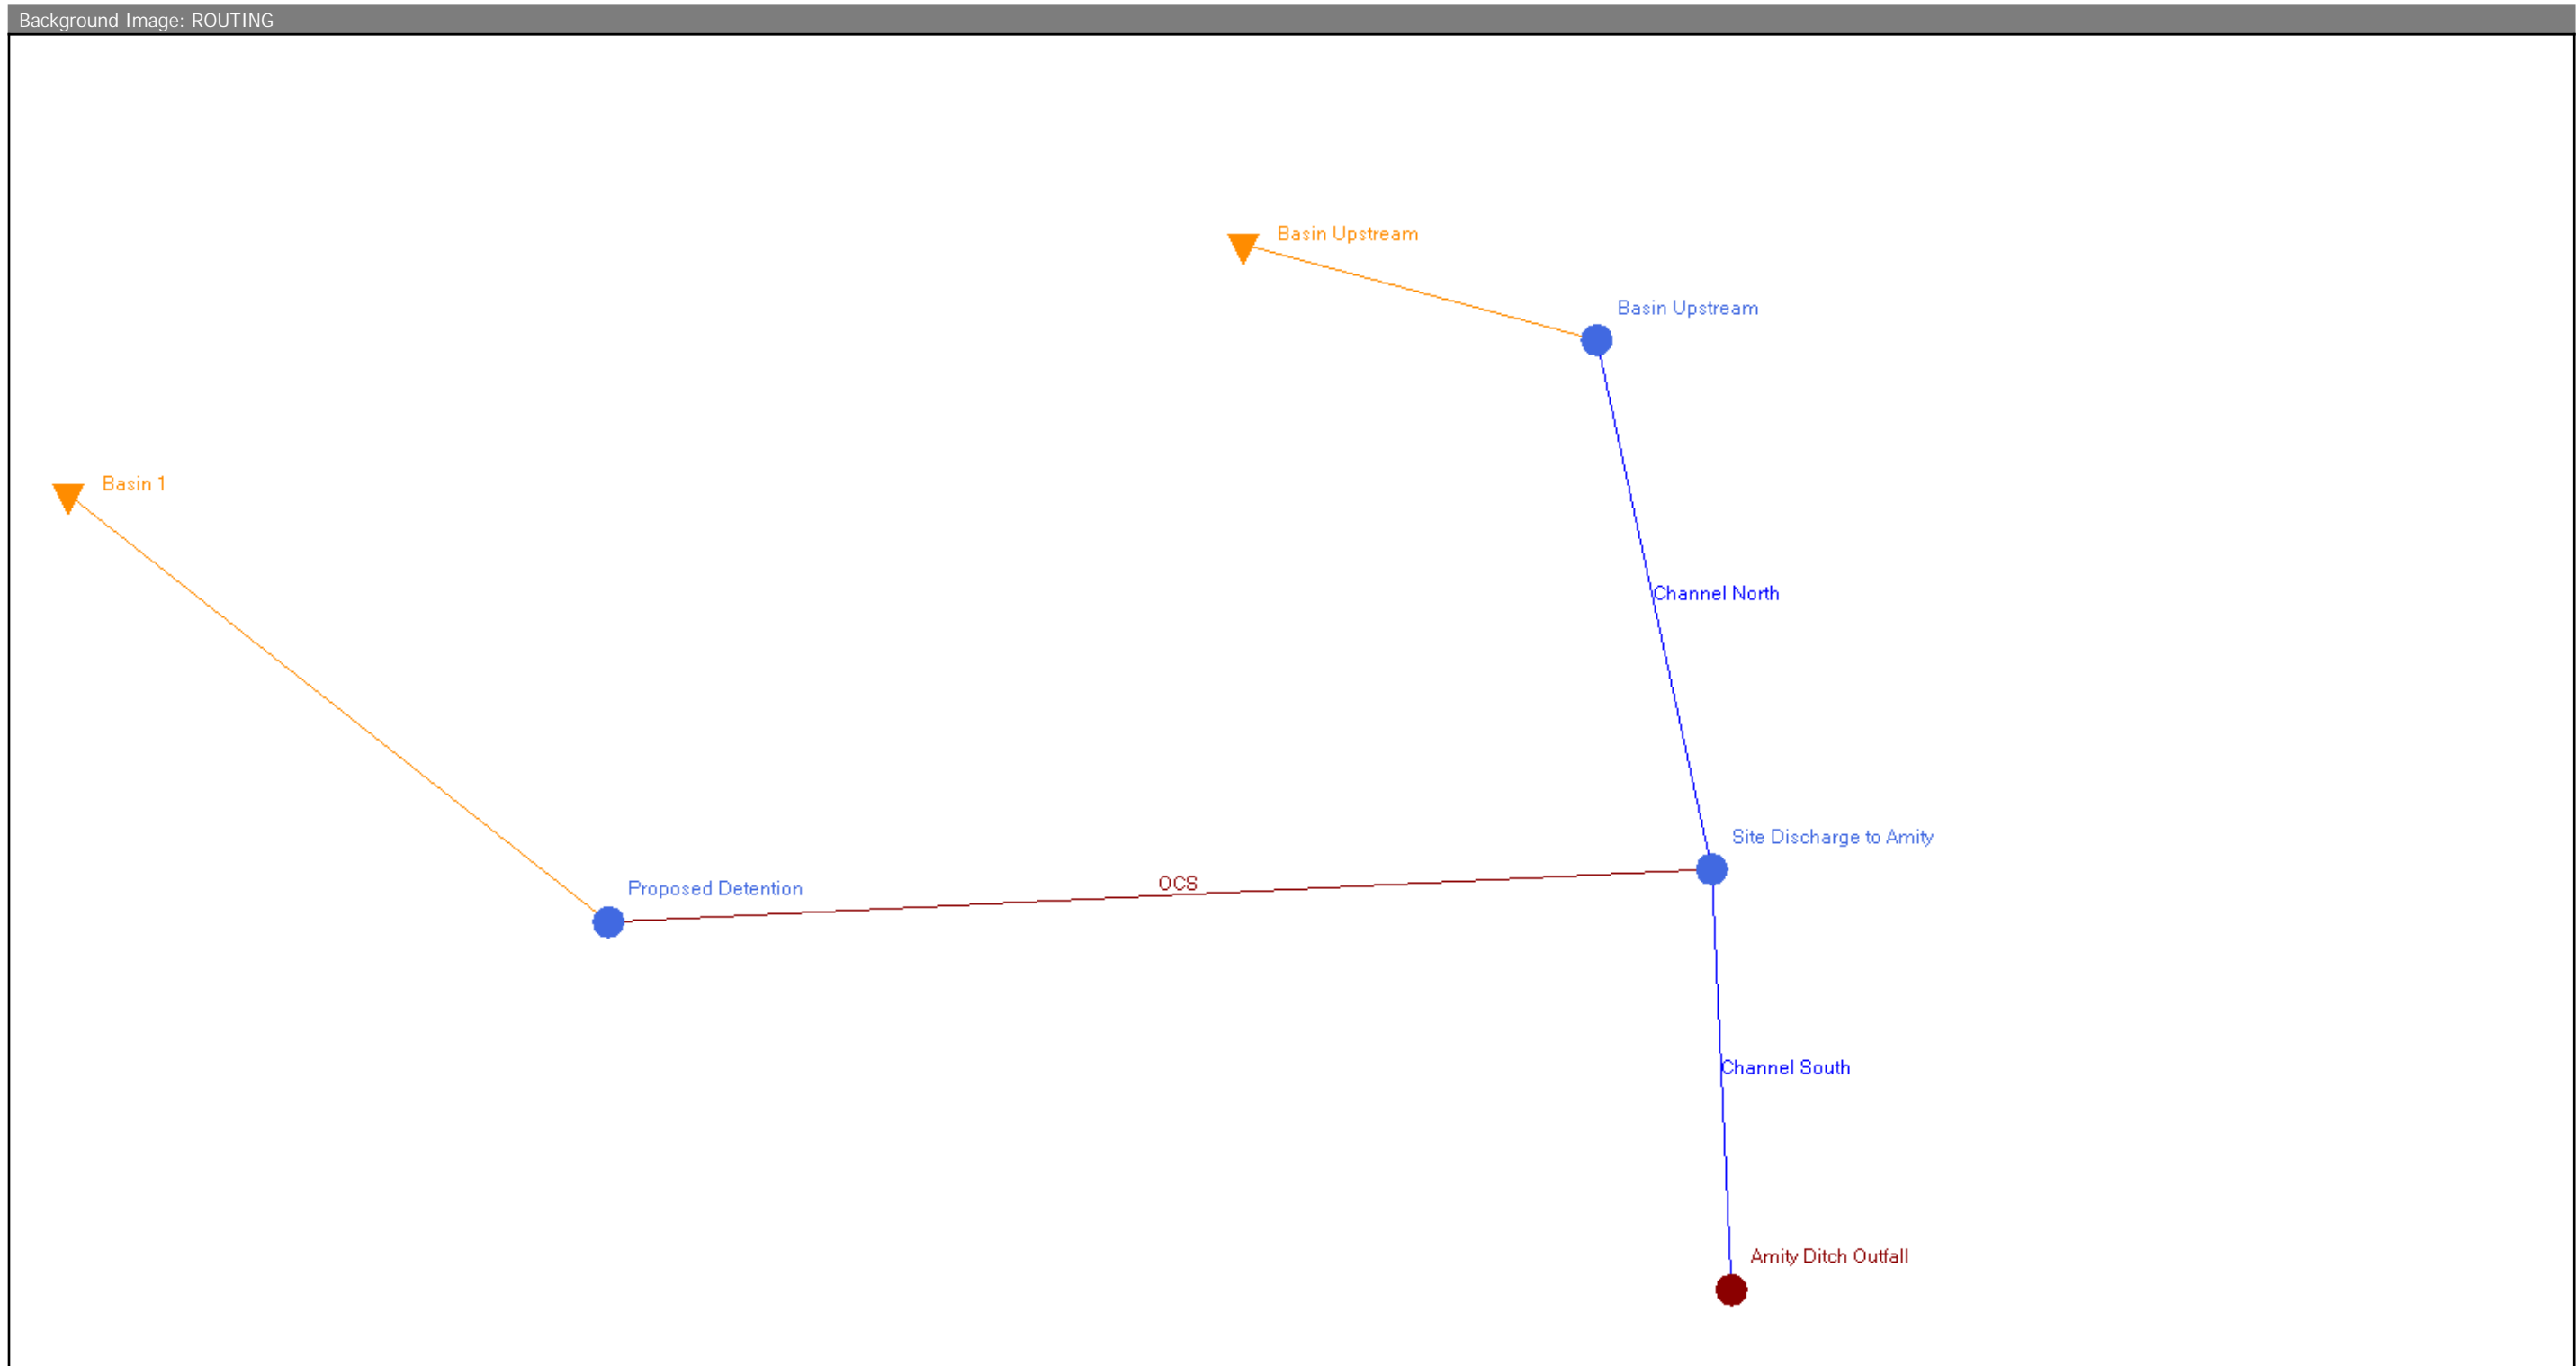 Background Image: ROUTING
Basin Upstream
Basin Upstream
Basin 1
Channel North
Site Discharge to Amity
OCS
Proposed Detention
Channel South
Amity Ditch Outfall